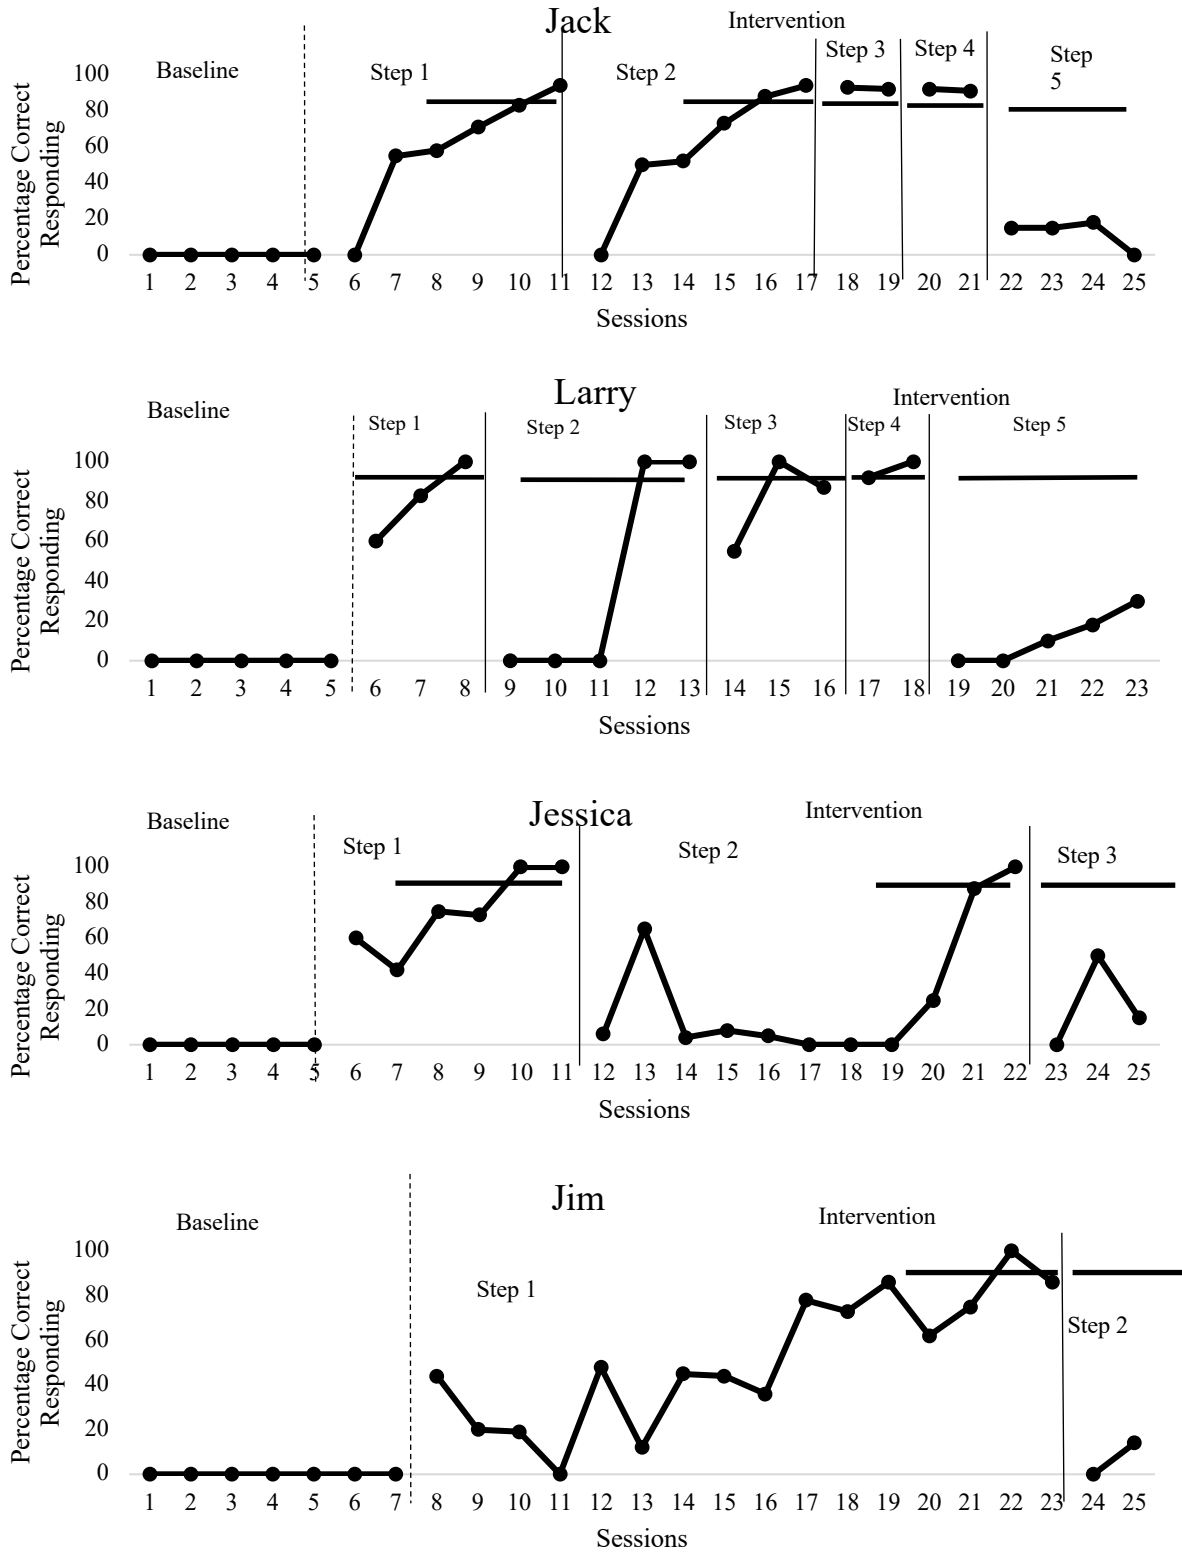 Jack
Intervention
Baseline
Step 1
Step 2
Step 3
Step 4
Step
5
Percentage Correct
Responding
100
80
60
40
20
0
1 2 3 4 5 6 7 8 9 10 11 12 13 14 15 16 17 18 19 20 21 22 23 24 25
Sessions
Larry
Intervention
Baseline
Step 1
Step 2
Step 3
Step 4
Step 5
Percentage Correct
Responding
100
80
60
40
20
0
1 2 3 4 5 6 7 8 9 10 11 12 13 14 15 16 17 18 19 20 21 22 23
Sessions
Jessica
Intervention
Baseline
Step 1
Step 2
Step 3
Percentage Correct
Responding
100
80
60
40
20
0
1 2 3 4 5 6 7 8 9 10 11 12 13 14 15 16 17 18 19 20 21 22 23 24 25
Sessions
Jim
Intervention
Baseline
Step 1
Step 2
Percentage Correct
Responding
100
80
60
40
20
0
1 2 3 4 5 6 7 8 9 10 11 12 13 14 15 16 17 18 19 20 21 22 23 24 25
Sessions